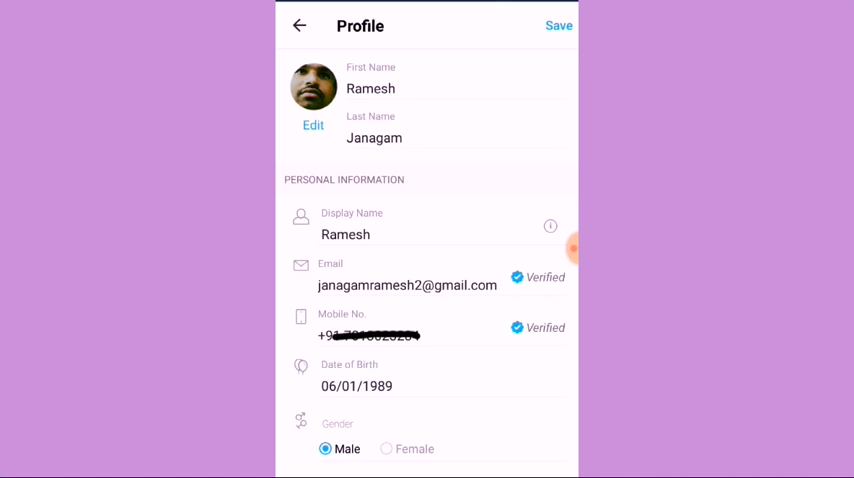 Profile
Save
First Name
Ramesh
Edit
Last Name
Janagam
PERSONAL INFORMATION
Display Name
Ramesh
Email
janagamramesh2@gmail.com
Verified
Mobile No.
+91
Verified
Date of Birth
06/01/1989
Gender
Male
Female